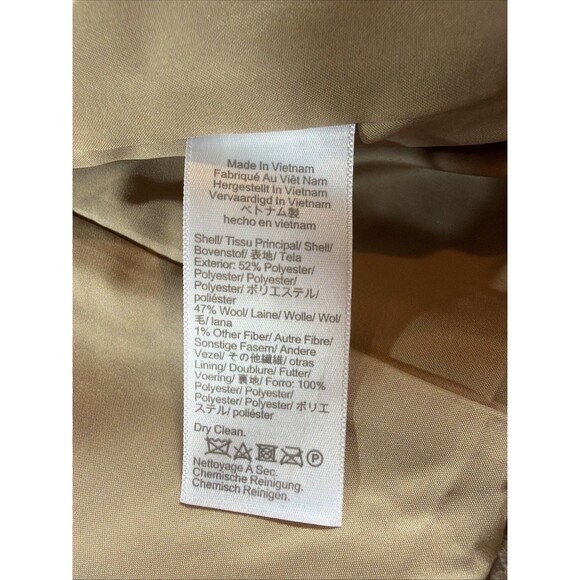 Made In Vietnam
Fabriqué Au Viêt Nam
Hergestellt In Vietnam
Vervaardigd In Vietnam
ベトナム製
hecho en vietnam
Shell/ Tissu Principal/ Shell/
Bovenstof/ 表地/ Tela
Exterior: 52% Polyester/
Polyester/ Polyester/
Polyester/ ポリエステル/
poliéster
47% Wool/ Laine/ Wolle/ Wol/
毛/ lana
1% Other Fiber/ Autre Fibre/
Sonstige Fasern/ Andere
Vezel/ その他繊維/ otras
Lining/ Doublure/ Futter/
Voering/ 裏地/ Forro: 100%
Polyester/ Polyester/
Polyester/ Polyester/ ポリエ
ステル/ poliéster
Dry Clean.
P
Nettoyage A Sec.
Chemische Reinigung.
Chemisch Reinigen.